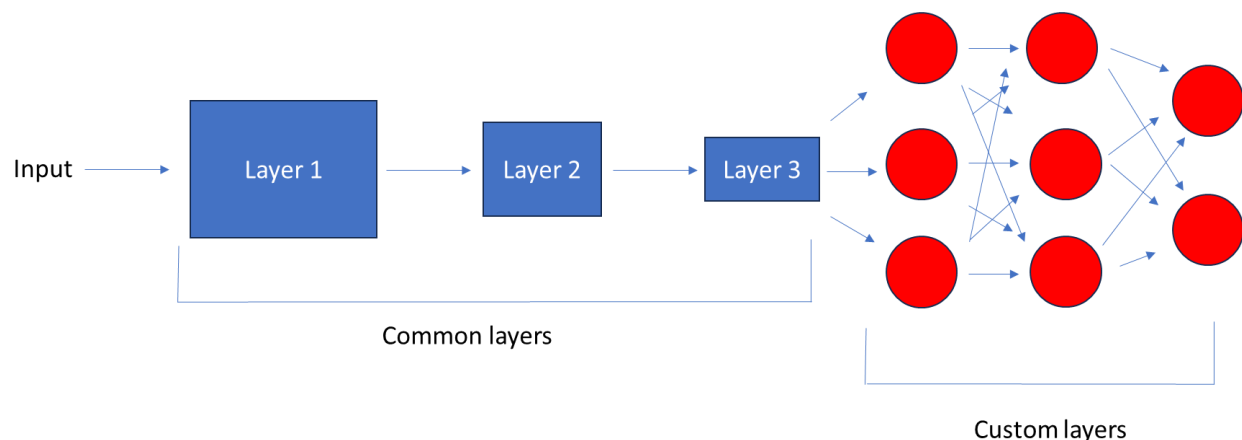 Input
Layer 1
Layer 2
Layer 3
Common layers
Custom layers